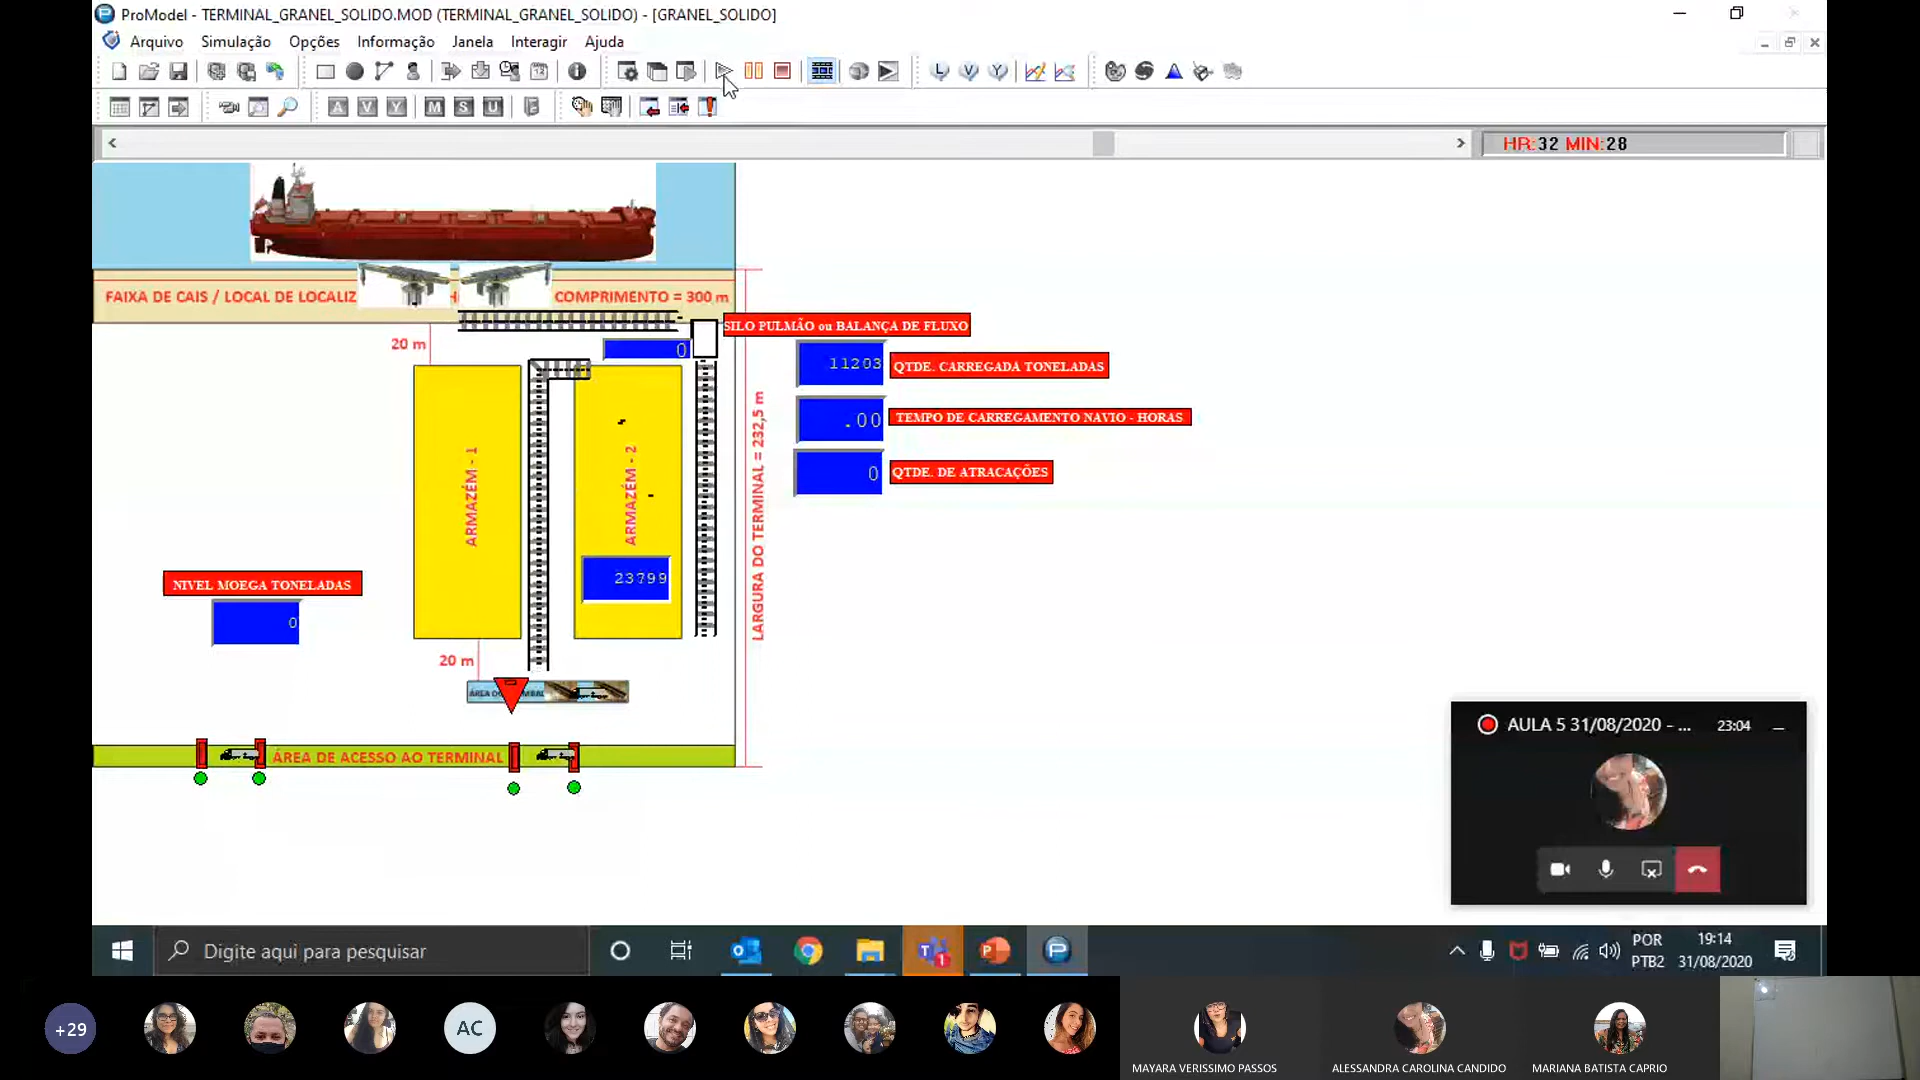 ProModel - TERMINAL_GRANEL_SOLIDO.MOD (TERMINAL_GRANEL_SOLIDO) - [GRANEL_SOLIDO]
Arquivo Simulação Opções Informação Janela Interagir Ajuda
L V Y
A V Y M S U
HR:32 MIN:28
FAIXA DE CAIS / LOCAL DE LOCALIZ
COMPRIMENTO = 300 m
SILO PULMÃO ou BALANÇA DE FLUXO
20 m
0
11203
QTDE. CARREGADA TONELADAS
.00
TEMPO DE CARREGAMENTO NAVIO - HORAS
0
QTDE. DE ATRACAÇÕES
ARMAZÉM - 1
ARMAZÉM - 2
LARGURA DO TERMINAL = 232,5 m
23799
NIVEL MOEGA TONELADAS
0
20 m
ÁREA DE ACESSO AO TERMINAL
AULA 5 31/08/2020 - ... 23:04
Digite aqui para pesquisar
1
POR
PTB2
19:14
31/08/2020
+29
AC
MAYARA VERISSIMO PASSOS
ALESSANDRA CAROLINA CANDIDO
MARIANA BATISTA CAPRIO